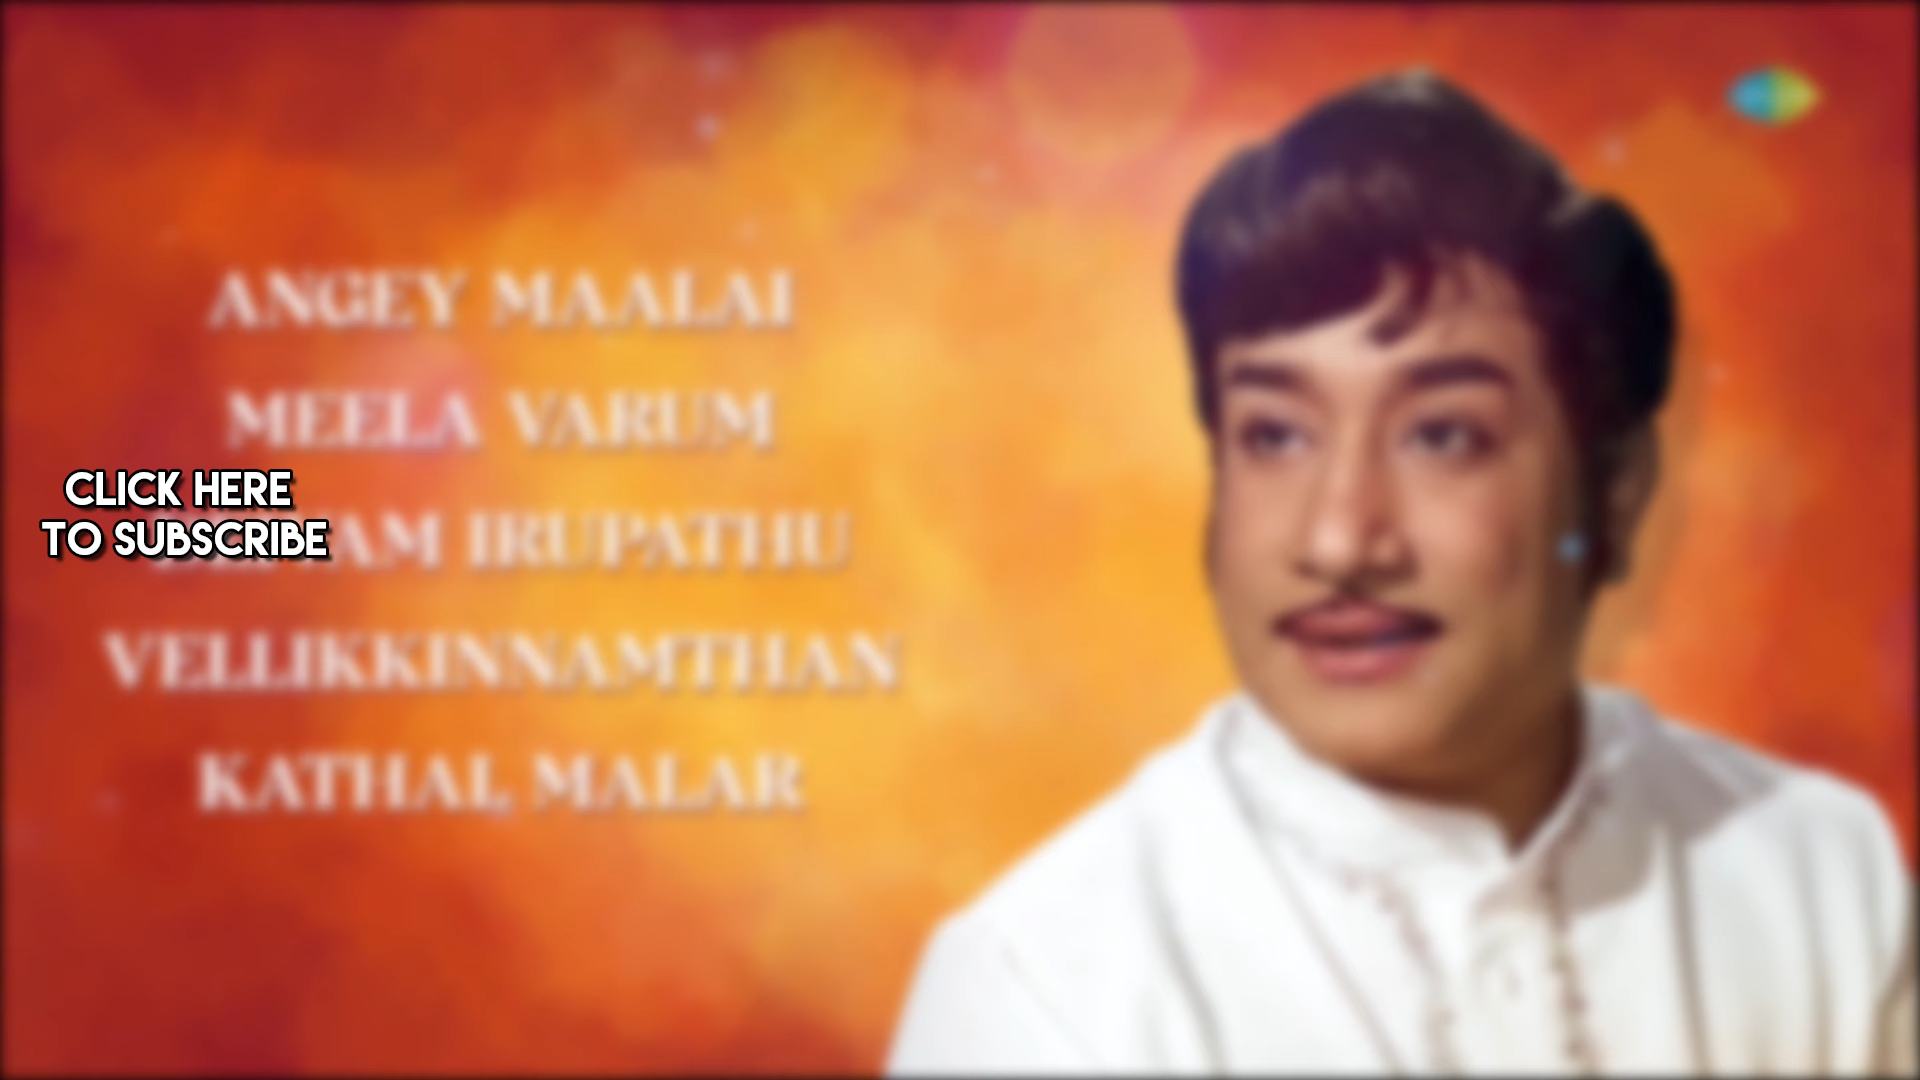 ANGEY MAALAI
MEELA VARUM
CLICK HERE
TO SUBSCRIBE
IRUPATHU
VELLIKKINNAMTHAN
KATHAL MALAR